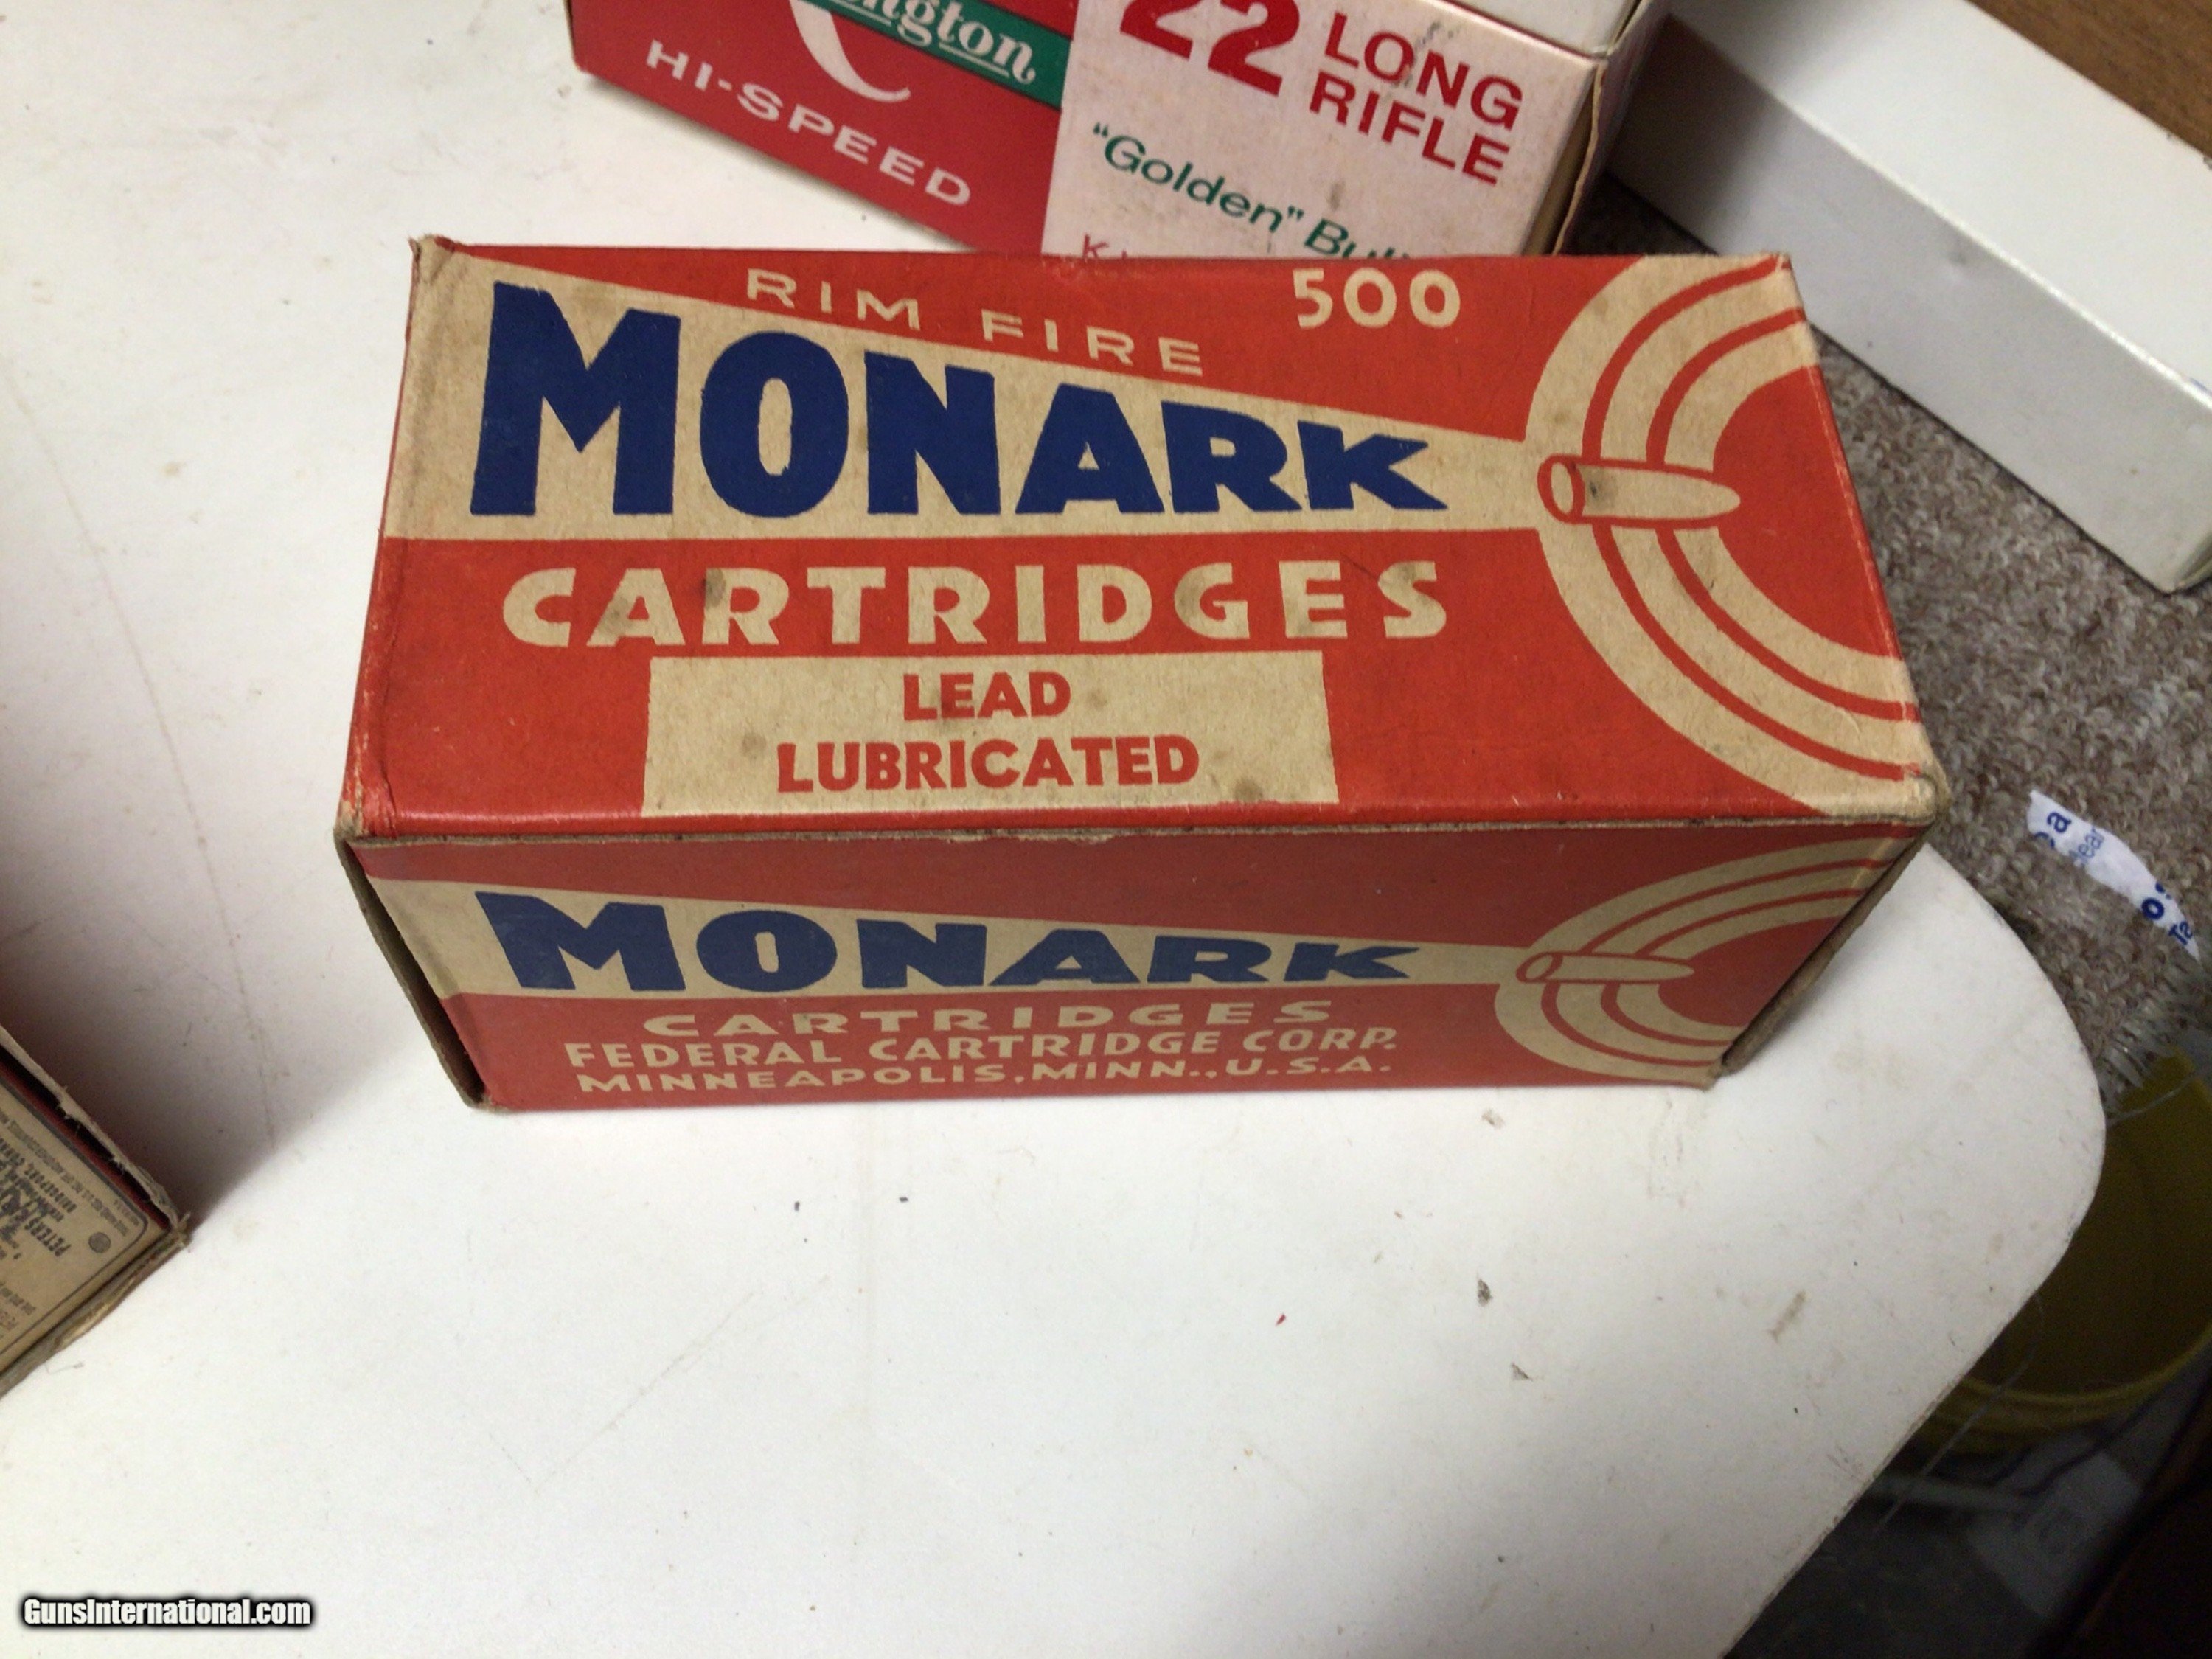 HI-SPEED
22 LONG
RIFLE
"Golden"
RIM FIRE
500
MONARK
CARTRIDGES
LEAD
LUBRICATED
MONARK
CARTRIDGES
FEDERAL CARTRIDGE CORP.
MINNEAPOLIS, MINN., U.S.A.
PETERS
GunsInternational.com